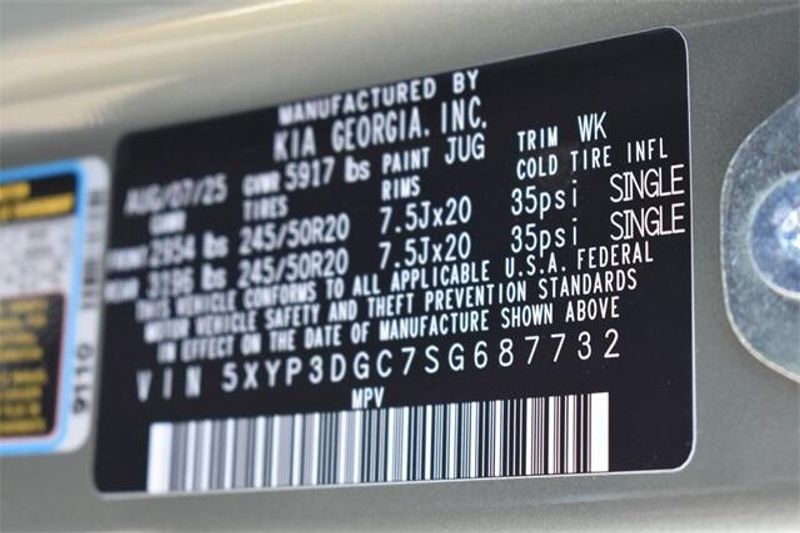 MANUFACTURED BY
KIA GEORGIA, INC.
AUG/07/25 GVWR 5917 lbs PAINT JUG TRIM WK
GAWR TIRES RIMS COLD TIRE INFL
FRONT 2954 lbs 245/50R20 7.5Jx20 35psi SINGLE
REAR 3196 lbs 245/50R20 7.5Jx20 35psi SINGLE
THIS VEHICLE CONFORMS TO ALL APPLICABLE U.S.A. FEDERAL
MOTOR VEHICLE SAFETY AND THEFT PREVENTION STANDARDS
IN EFFECT ON THE DATE OF MANUFACTURE SHOWN ABOVE
VIN 5XYP3DGC7SG687732
MPV
9110